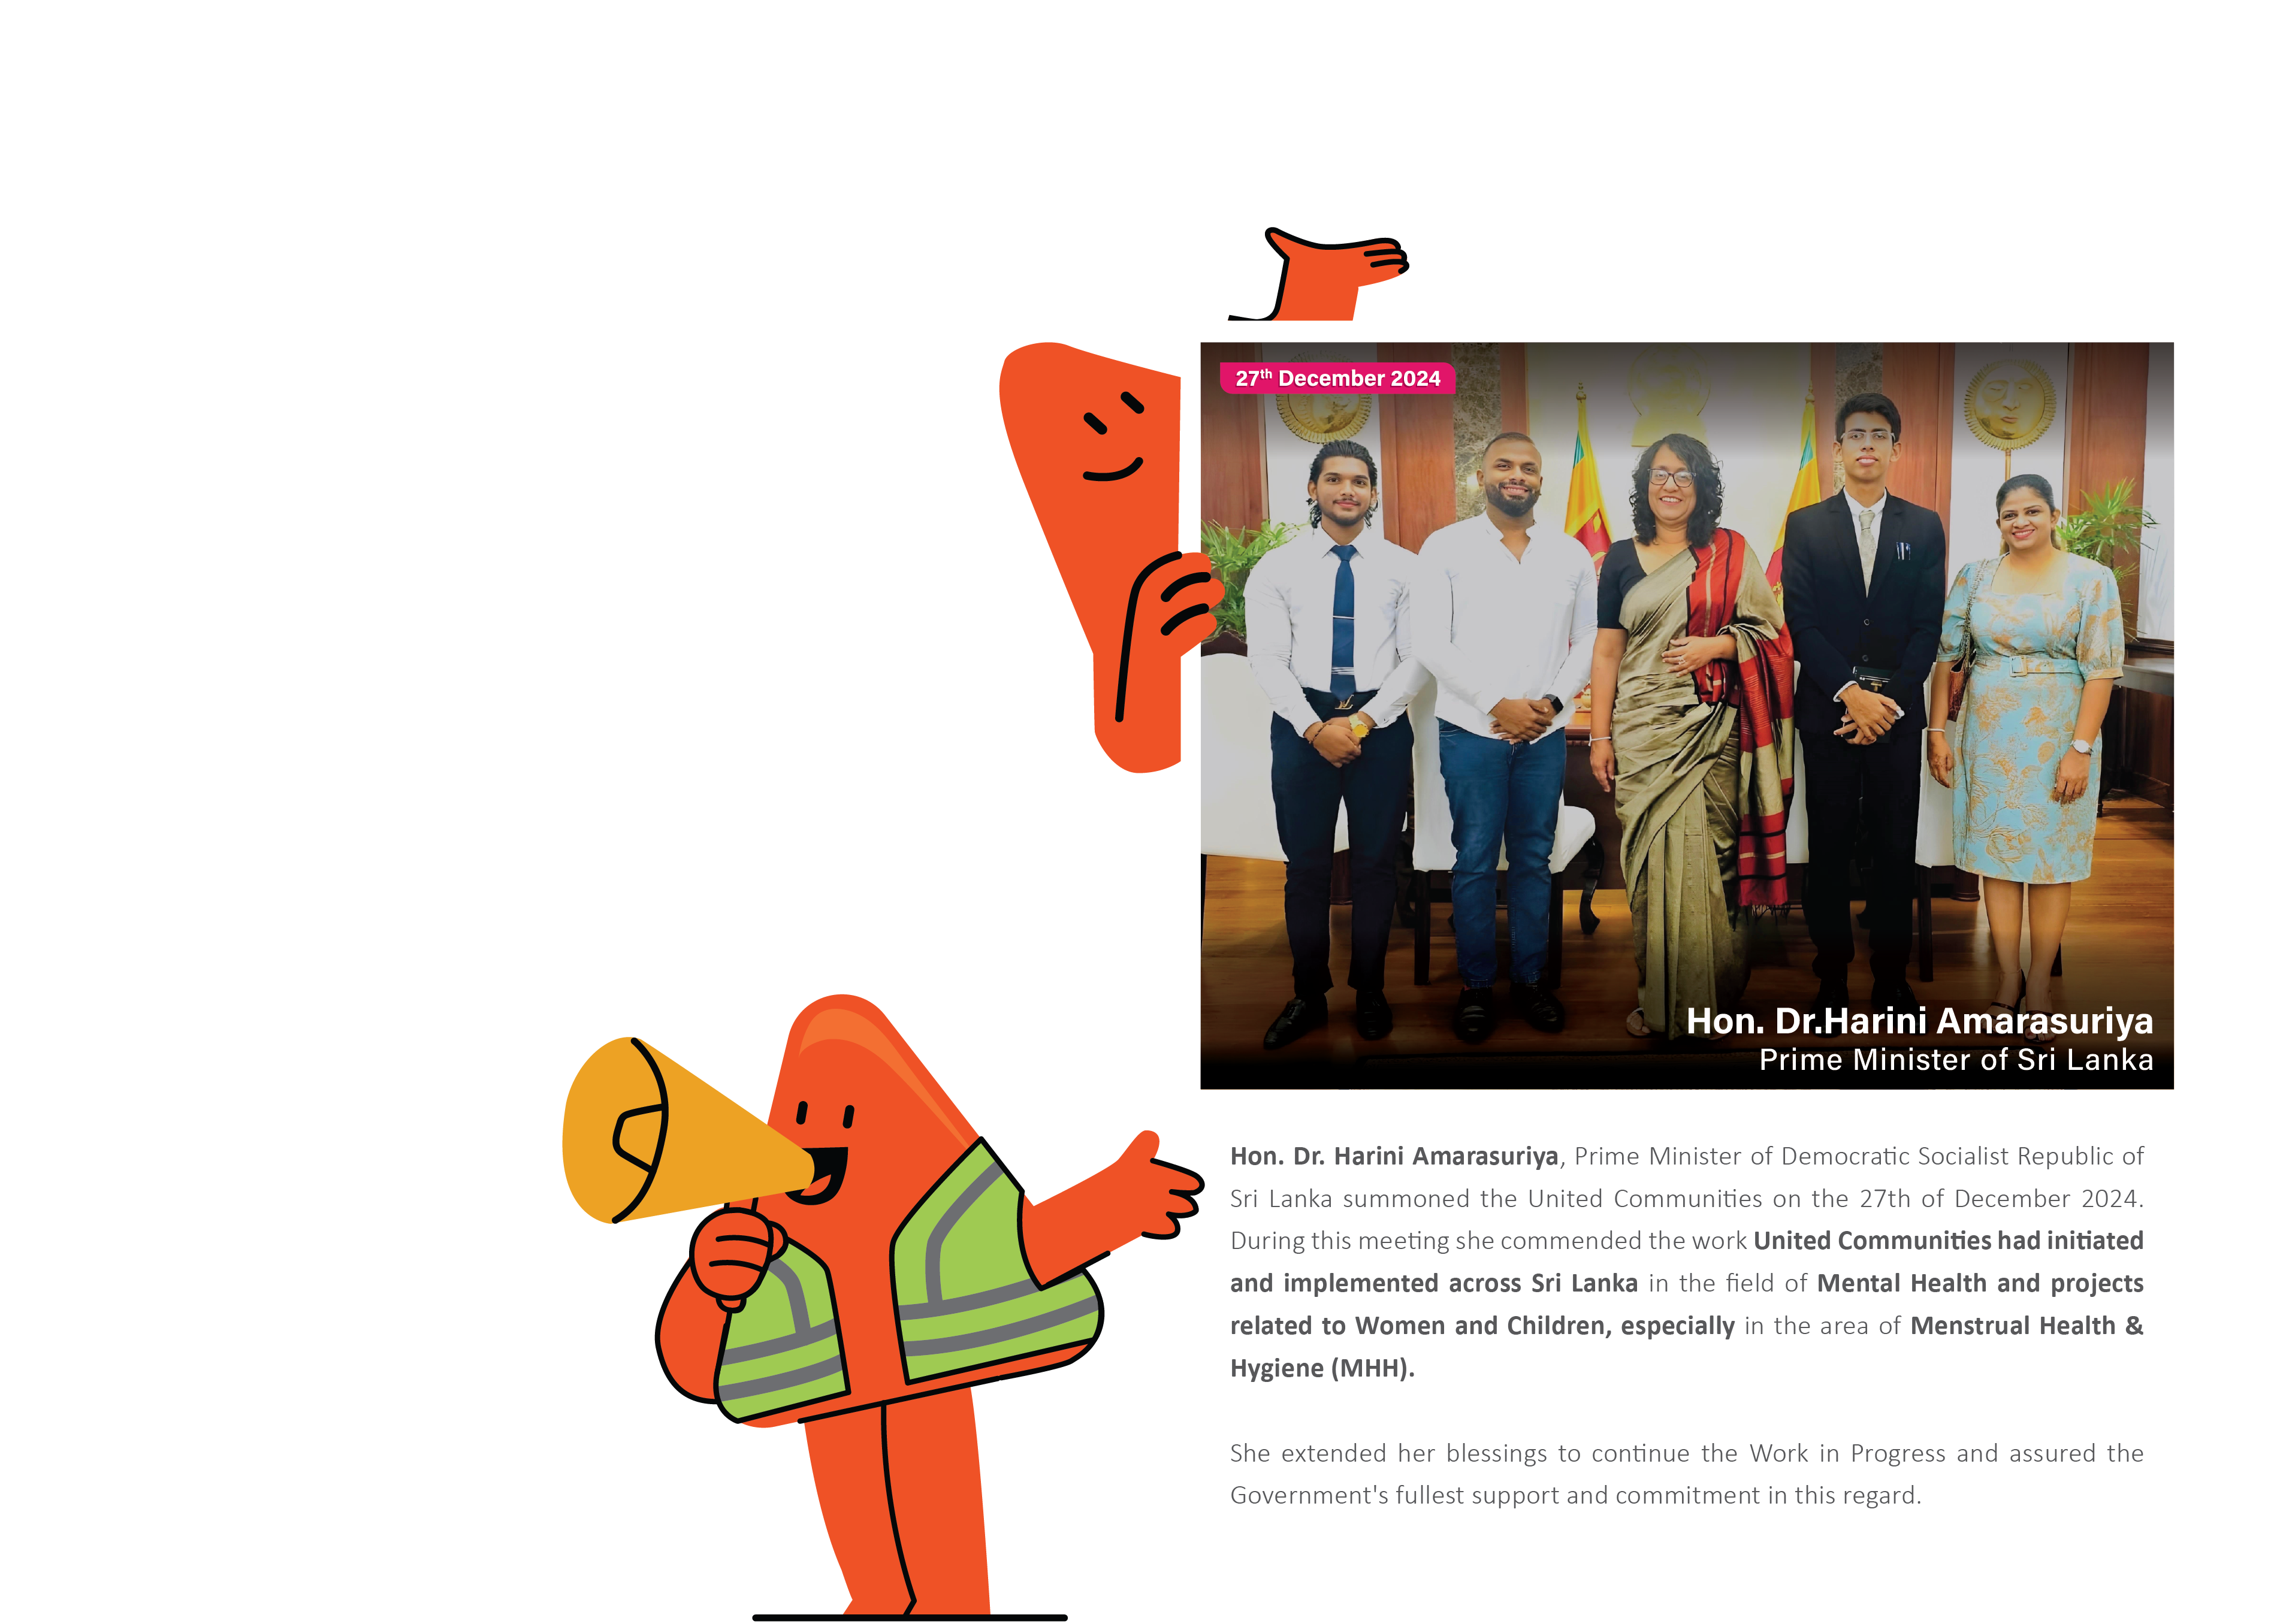 27th December 2024
Hon. Dr.Harini Amarasuriya
Prime Minister of Sri Lanka
Hon. Dr. Harini Amarasuriya, Prime Minister of Democratic Socialist Republic of
Sri Lanka summoned the United Communities on the 27th of December 2024.
During this meeting she commended the work United Communities had initiated
and implemented across Sri Lanka in the field of Mental Health and projects
related to Women and Children, especially in the area of Menstrual Health &
Hygiene (MHH).
She extended her blessings to continue the Work in Progress and assured the
Government's fullest support and commitment in this regard.